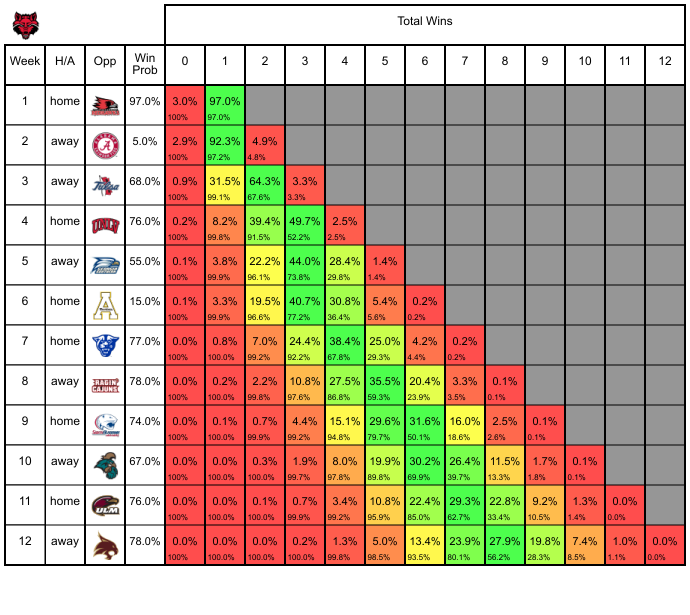 Total Wins
Week H/A Opp Win Prob 0 1 2 3 4 5 6 7 8 9 10 11 12
1 home 97.0% 3.0% 97.0%
100% 97.0%
2 away 5.0% 2.9% 92.3% 4.9%
100% 97.2% 4.8%
3 away Tulsa 68.0% 0.9% 31.5% 64.3% 3.3%
100% 99.1% 67.6% 3.3%
4 home UNLV 76.0% 0.2% 8.2% 39.4% 49.7% 2.5%
100% 99.8% 91.5% 52.2% 2.5%
5 away 55.0% 0.1% 3.8% 22.2% 44.0% 28.4% 1.4%
100% 99.9% 96.1% 73.8% 29.8% 1.4%
6 home A 15.0% 0.1% 3.3% 19.5% 40.7% 30.8% 5.4% 0.2%
100% 99.9% 96.6% 77.2% 36.4% 5.6% 0.2%
7 home 77.0% 0.0% 0.8% 7.0% 24.4% 38.4% 25.0% 4.2% 0.2%
100% 100.0% 99.2% 92.2% 67.8% 29.3% 4.4% 0.2%
8 away RAGIN CAJUNS 78.0% 0.0% 0.2% 2.2% 10.8% 27.5% 35.5% 20.4% 3.3% 0.1%
100% 100.0% 99.8% 97.6% 86.8% 59.3% 23.9% 3.5% 0.1%
9 home 74.0% 0.0% 0.1% 0.7% 4.4% 15.1% 29.6% 31.6% 16.0% 2.5% 0.1%
100% 100.0% 99.9% 99.2% 94.8% 79.7% 50.1% 18.6% 2.6% 0.1%
10 away 67.0% 0.0% 0.0% 0.3% 1.9% 8.0% 19.9% 30.2% 26.4% 11.5% 1.7% 0.1%
100% 100.0% 100.0% 99.7% 97.8% 89.8% 69.9% 39.7% 13.3% 1.8% 0.1%
11 home ULM 76.0% 0.0% 0.0% 0.1% 0.7% 3.4% 10.8% 22.4% 29.3% 22.8% 9.2% 1.3% 0.0%
100% 100.0% 100.0% 99.9% 99.2% 95.9% 85.0% 62.7% 33.4% 10.5% 1.4% 0.0%
12 away 78.0% 0.0% 0.0% 0.0% 0.2% 1.3% 5.0% 13.4% 23.9% 27.9% 19.8% 7.4% 1.0% 0.0%
100% 100.0% 100.0% 100.0% 99.8% 98.5% 93.5% 80.1% 56.2% 28.3% 8.5% 1.1% 0.0%